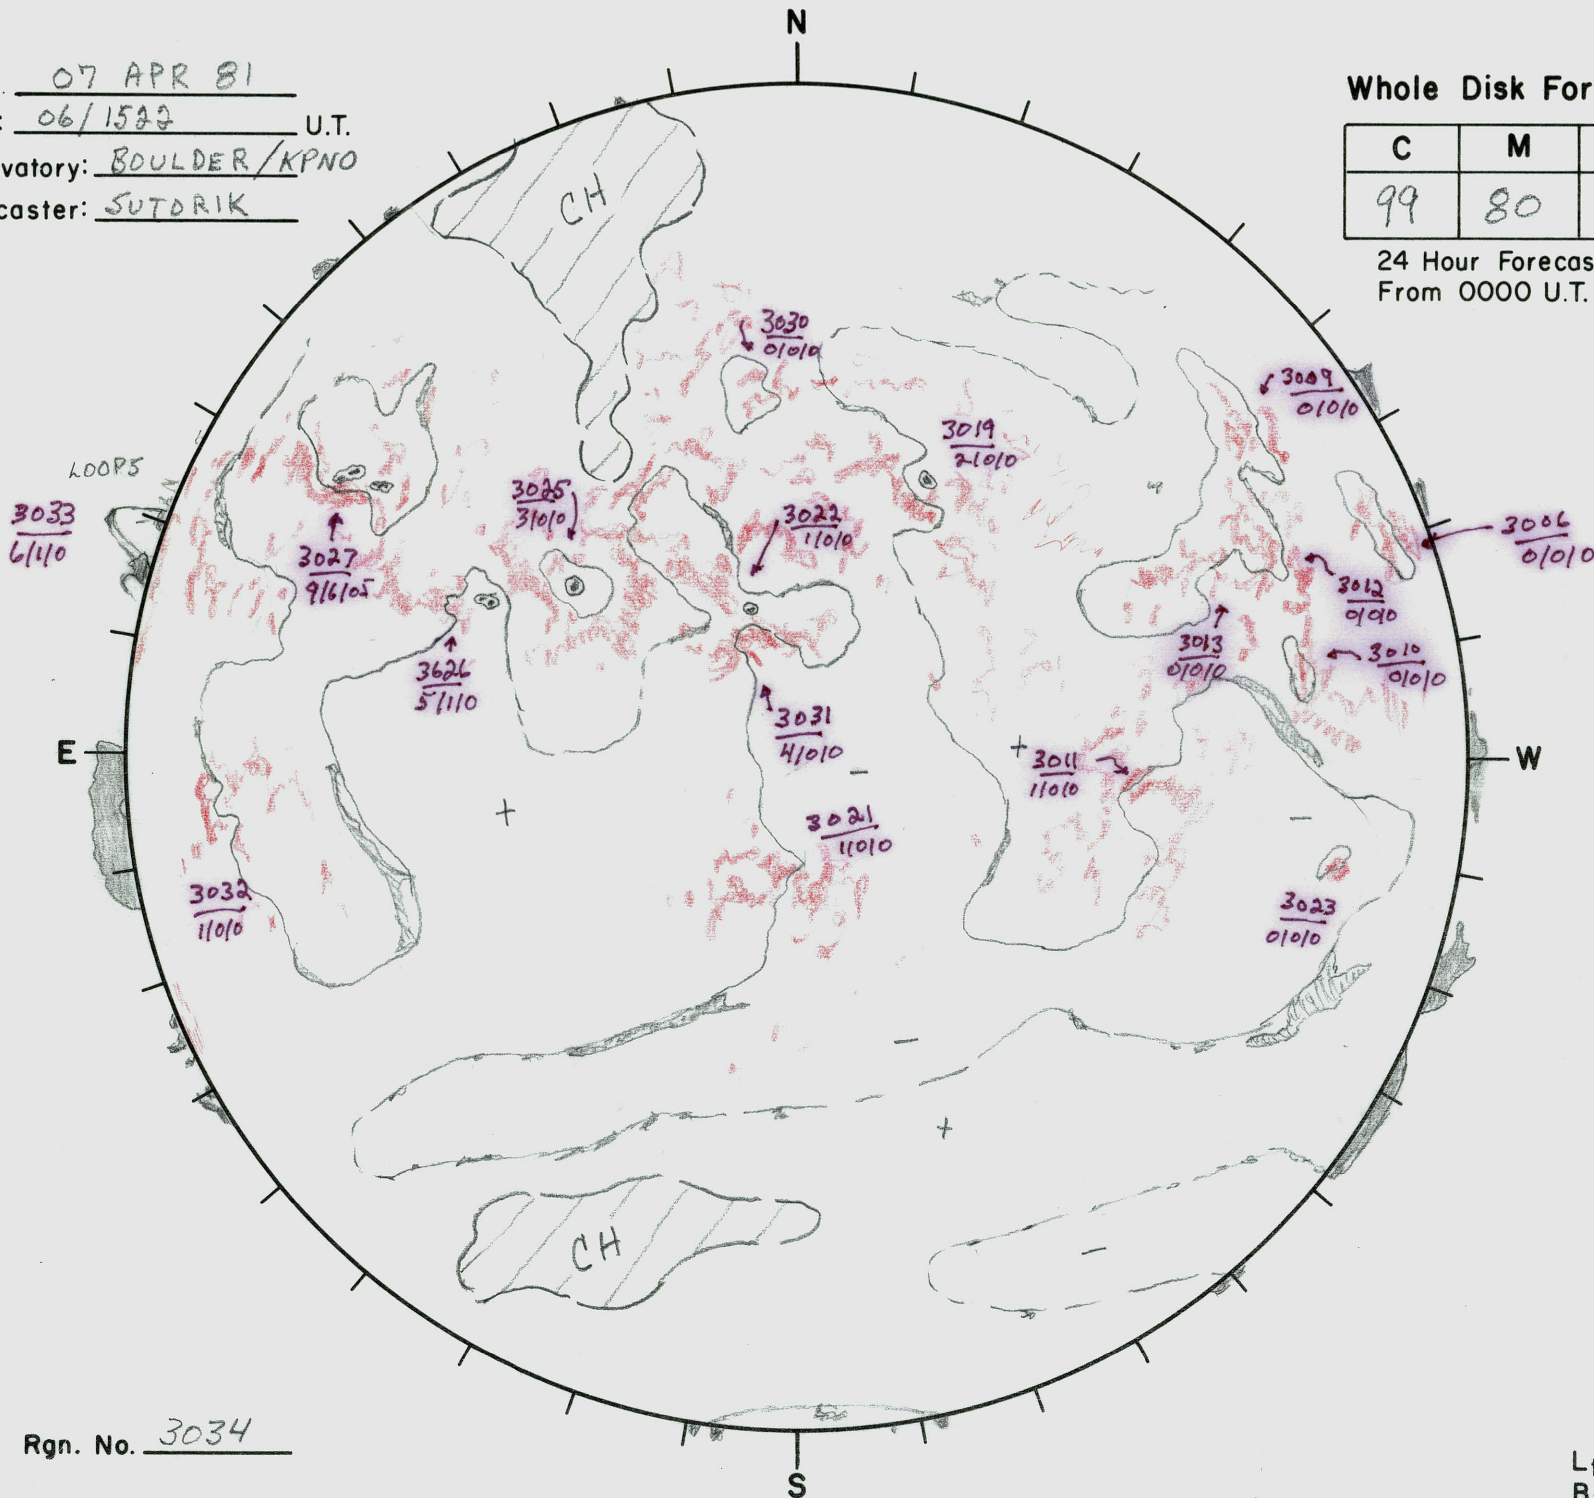 N
07 APR 81
: 06/1522 U.T.
vatory: BOULDER/KPNO
caster: SUTORIK
Whole Disk For
C M
99 80
24 Hour Forecas
From 0000 U.T.
CH
3030
0/0/0
3009
0/0/0
3019
2/0/0
LOOPS
3033
6/1/0
3025
3/0/0
3022
1/0/0
3006
0/0/0
3027
9/6/05
3012
0/0/0
3013
0/0/0
3010
0/0/0
3626
5/1/0
3031
4/0/0
E
W
+
3011
1/0/0
-
+
-
3021
1/0/0
3032
1/0/0
3023
0/0/0
-
+
CH
-
Rgn. No. 3034
S